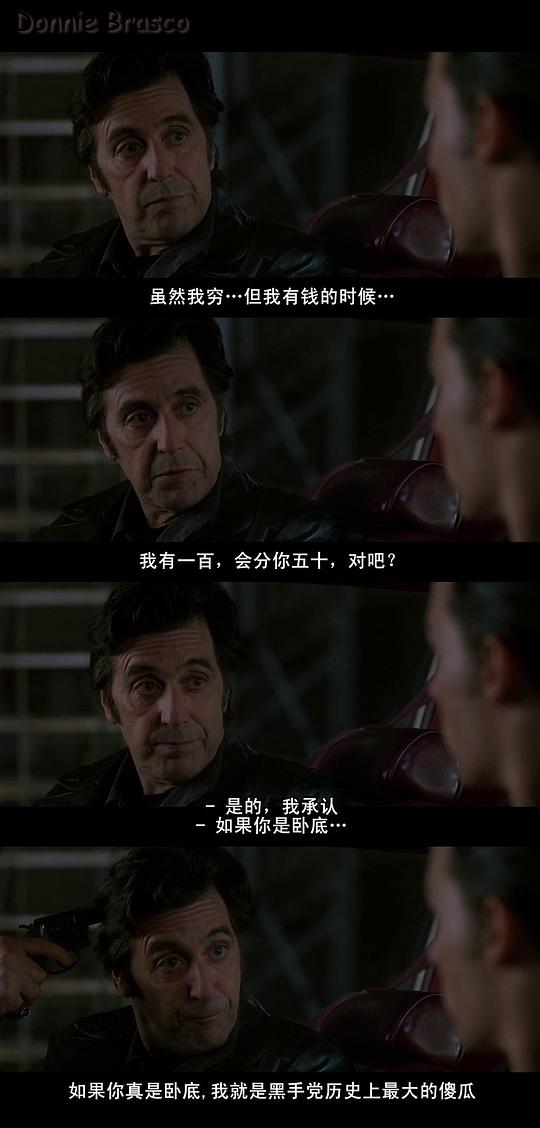 Donnie Brasco
虽然我穷…但我有钱的时候…
我有一百，会分你五十，对吧？
- 是的，我承认
- 如果你是卧底…
如果你真是卧底,我就是黑手党历史上最大的傻瓜